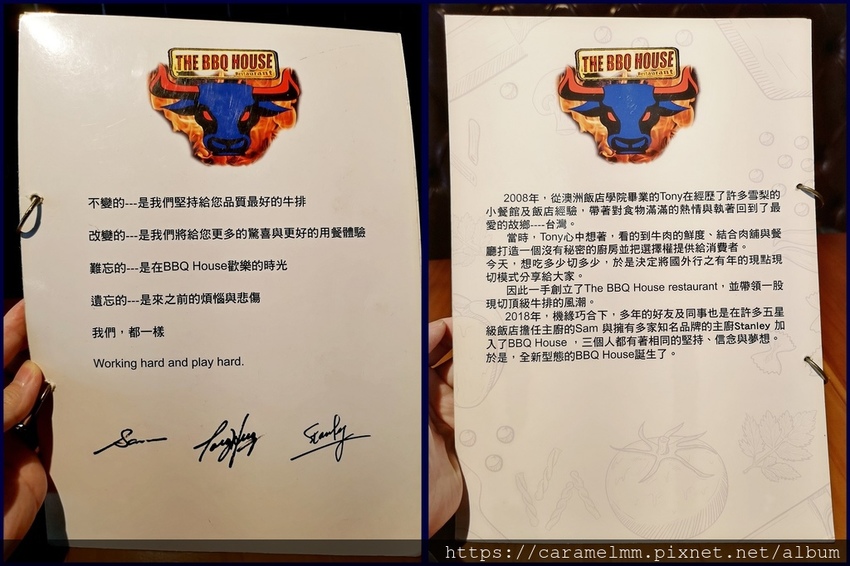 THE BBQ HOUSE
Restaurant
不變的---是我們堅持給您品質最好的牛排
改變的---是我們將給您更多的驚喜與更好的用餐體驗
難忘的---是在BBQ House歡樂的時光
遺忘的---是來之前的煩惱與悲傷
我們，都一樣
Working hard and play hard.
Sam
Stanley
THE BBQ HOUSE
Restaurant
2008年，從澳洲飯店學院畢業的Tony在經歷了許多雪梨的
小餐館及飯店經驗，帶著對食物滿滿的熱情與執著回到了最
愛的故鄉----台灣。
當時，Tony心中想著，看的到牛肉的鮮度、結合肉舖與餐
廳打造一個沒有秘密的廚房並把選擇權提供給消費者。
今天，想吃多少切多少，於是決定將國外行之有年的現點現
切模式分享給大家。
因此一手創立了The BBQ House restaurant，並帶領一股
現切頂級牛排的風潮。
2018年，機緣巧合下，多年的好友及同事也是在許多五星
級飯店擔任主廚的Sam 與擁有多家知名品牌的主廚Stanley 加
入了BBQ House ，三個人都有著相同的堅持、信念與夢想。
於是，全新型態的BBQ House誕生了。
https://caramelmm.pixnet.net/album